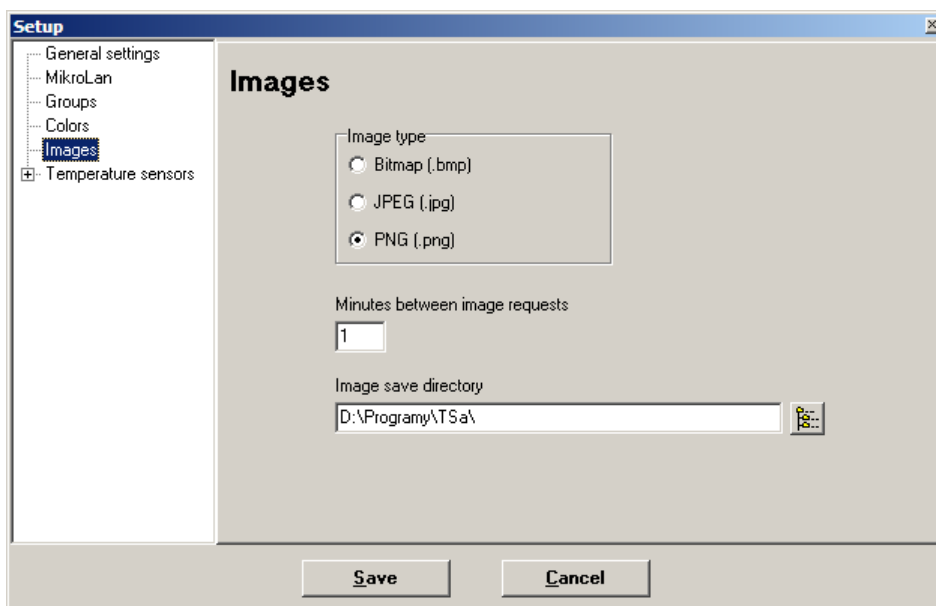 Setup
General settings
MikroLan
Groups
Colors
Images
Temperature sensors
Images
Image type
Bitmap (.bmp)
JPEG (.jpg)
PNG (.png)
Minutes between image requests
1
Image save directory
D:\Programy\TSa\
Save
Cancel